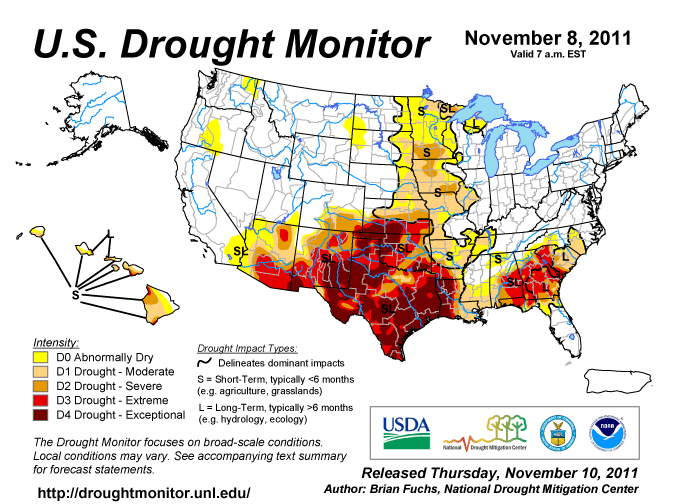 U.S. Drought Monitor
November 8, 2011
Valid 7 a.m. EST
S
SL
L
S
S
SL
S
S
L
SL
SL
SL
SL
S
Intensity:
D0 Abnormally Dry
D1 Drought - Moderate
D2 Drought - Severe
D3 Drought - Extreme
D4 Drought - Exceptional
Drought Impact Types:
Delineates dominant impacts
S = Short-Term, typically <6 months
(e.g. agriculture, grasslands)
L = Long-Term, typically >6 months
(e.g. hydrology, ecology)
USDA
National Drought Mitigation Center
NOAA
The Drought Monitor focuses on broad-scale conditions.
Local conditions may vary. See accompanying text summary
for forecast statements.
http://droughtmonitor.unl.edu/
Released Thursday, November 10, 2011
Author: Brian Fuchs, National Drought Mitigation Center